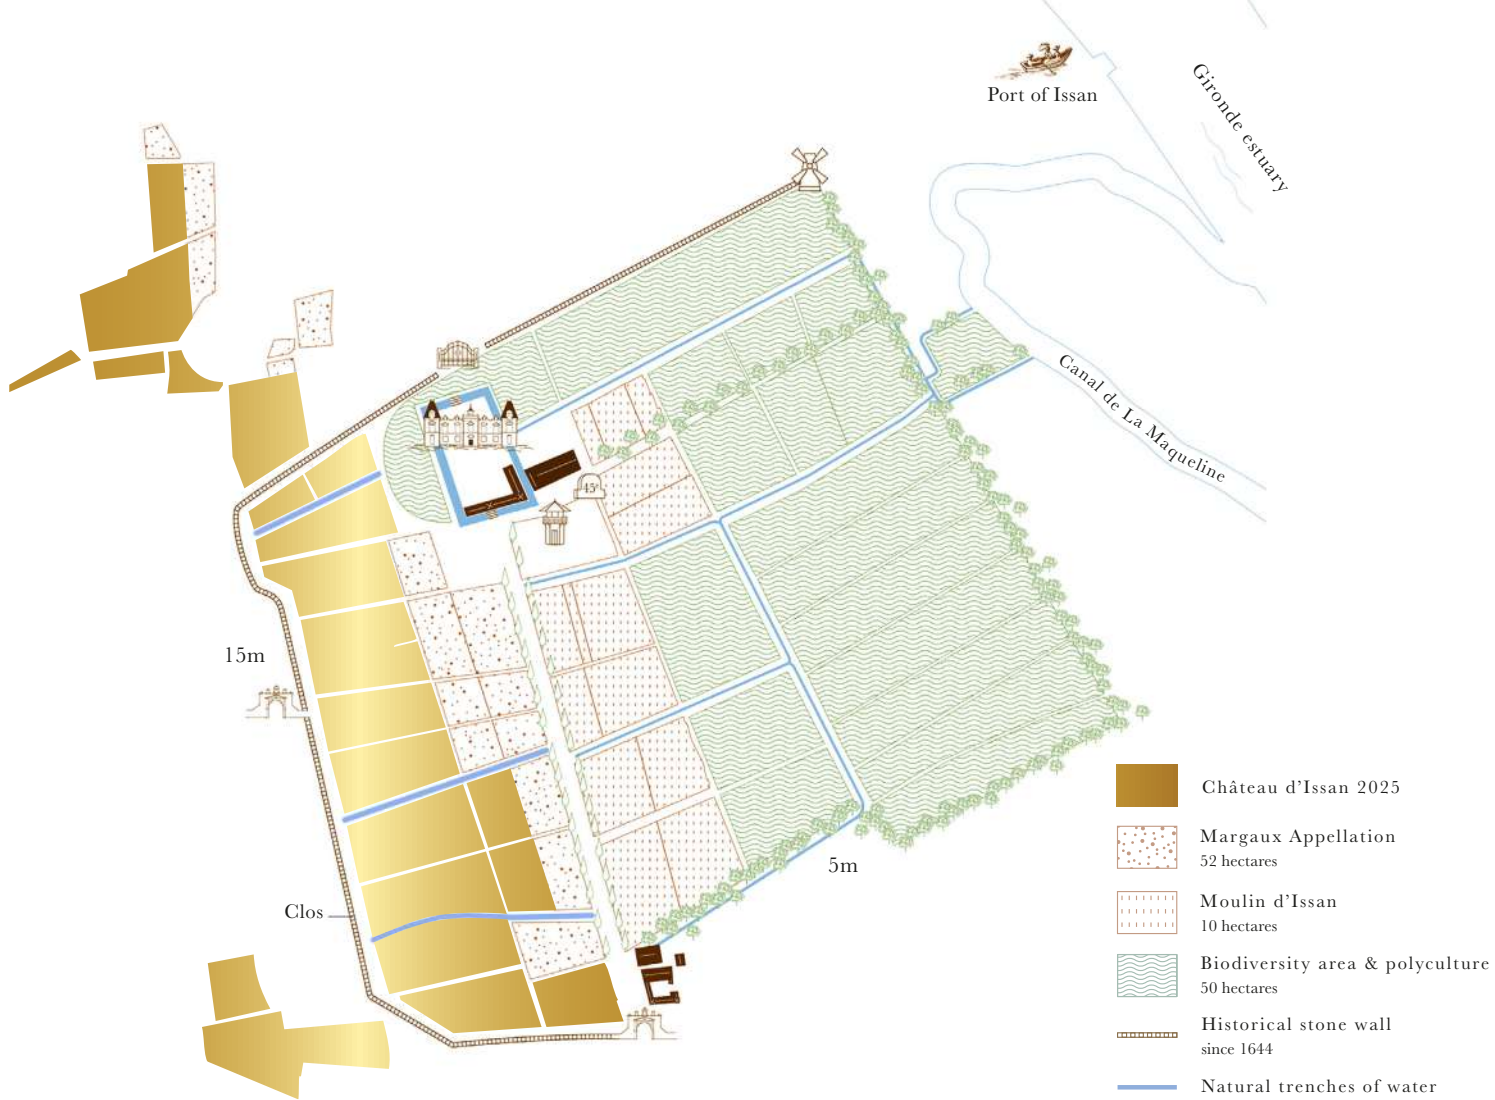 Port of Issan
Gironde estuary
Canal de La Maqueline
45°
15m
5m
Clos
Château d’Issan 2025
Margaux Appellation
52 hectares
Moulin d’Issan
10 hectares
Biodiversity area & polyculture
50 hectares
Historical stone wall
since 1644
Natural trenches of water